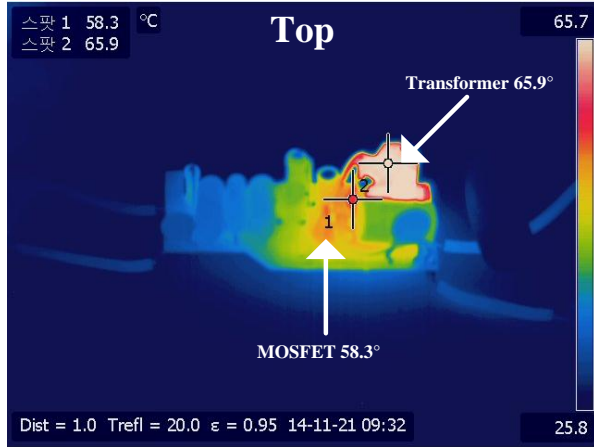 스팟 1 58.3 °C
스팟 2 65.9
Top
65.7
Transformer 65.9°
2
1
MOSFET 58.3°
Dist = 1.0 Trefl = 20.0 ε = 0.95 14-11-21 09:32
25.8